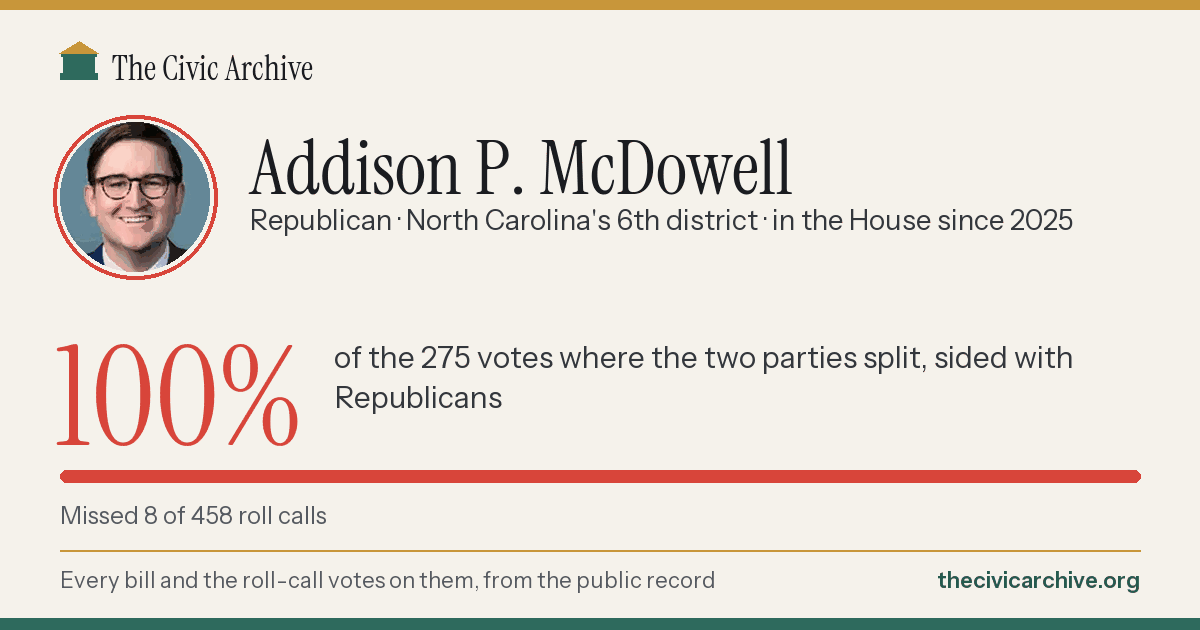 The Civic Archive
Addison P. McDowell
Republican · North Carolina's 6th district · in the House since 2025
100%
of the 275 votes where the two parties split, sided with
Republicans
Missed 8 of 458 roll calls
Every bill and the roll-call votes on them, from the public record
thecivicarchive.org